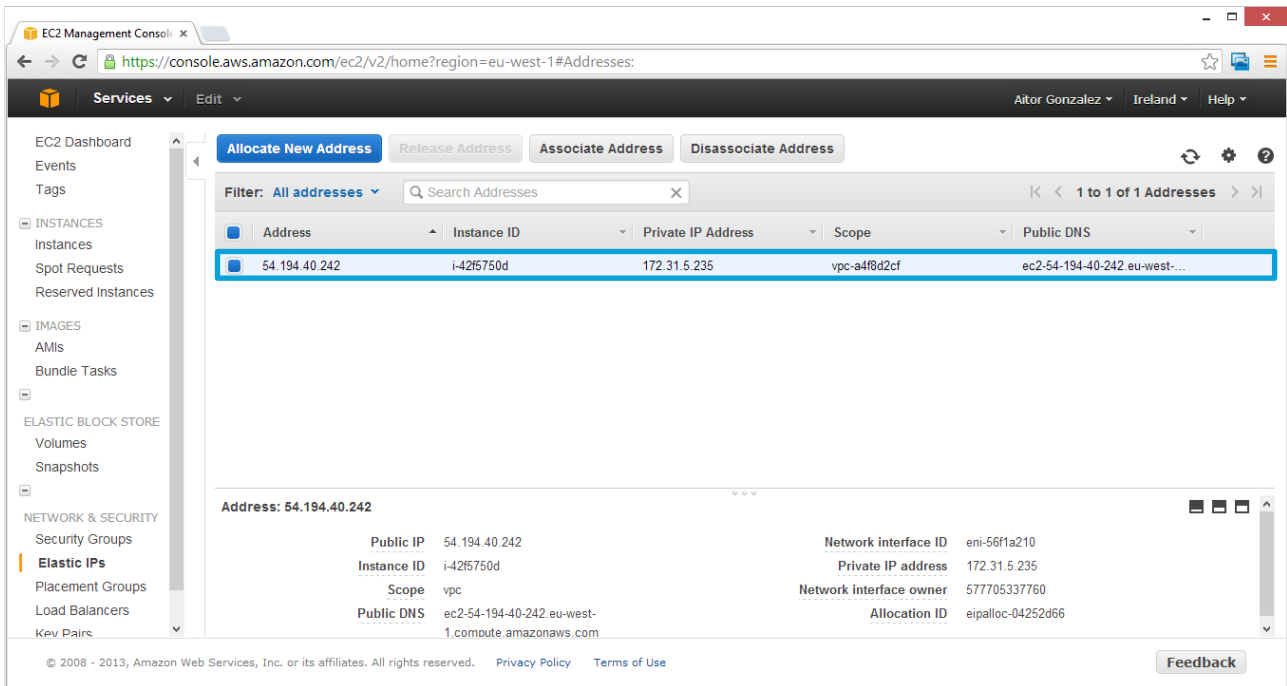 EC2 Management Consol
https://console.aws.amazon.com/ec2/v2/home?region=eu-west-1#Addresses:
Services Edit Aitor Gonzalez Ireland Help
EC2 Dashboard
Events
Tags
INSTANCES
Instances
Spot Requests
Reserved Instances
IMAGES
AMIs
Bundle Tasks
ELASTIC BLOCK STORE
Volumes
Snapshots
NETWORK & SECURITY
Security Groups
Elastic IPs
Placement Groups
Load Balancers
Key Pairs
Allocate New Address Release Address Associate Address Disassociate Address
Filter: All addresses Search Addresses 1 to 1 of 1 Addresses
Address Instance ID Private IP Address Scope Public DNS
54.194.40.242 i-42f5750d 172.31.5.235 vpc-a4f8d2cf ec2-54-194-40-242.eu-west-...
Address: 54.194.40.242
Public IP 54.194.40.242 Network interface ID eni-56f1a210
Instance ID i-42f5750d Private IP address 172.31.5.235
Scope vpc Network interface owner 577705337760
Public DNS ec2-54-194-40-242.eu-west- Allocation ID eipalloc-04252d66
1.compute.amazonaws.com
© 2008 - 2013, Amazon Web Services, Inc. or its affiliates. All rights reserved. Privacy Policy Terms of Use Feedback